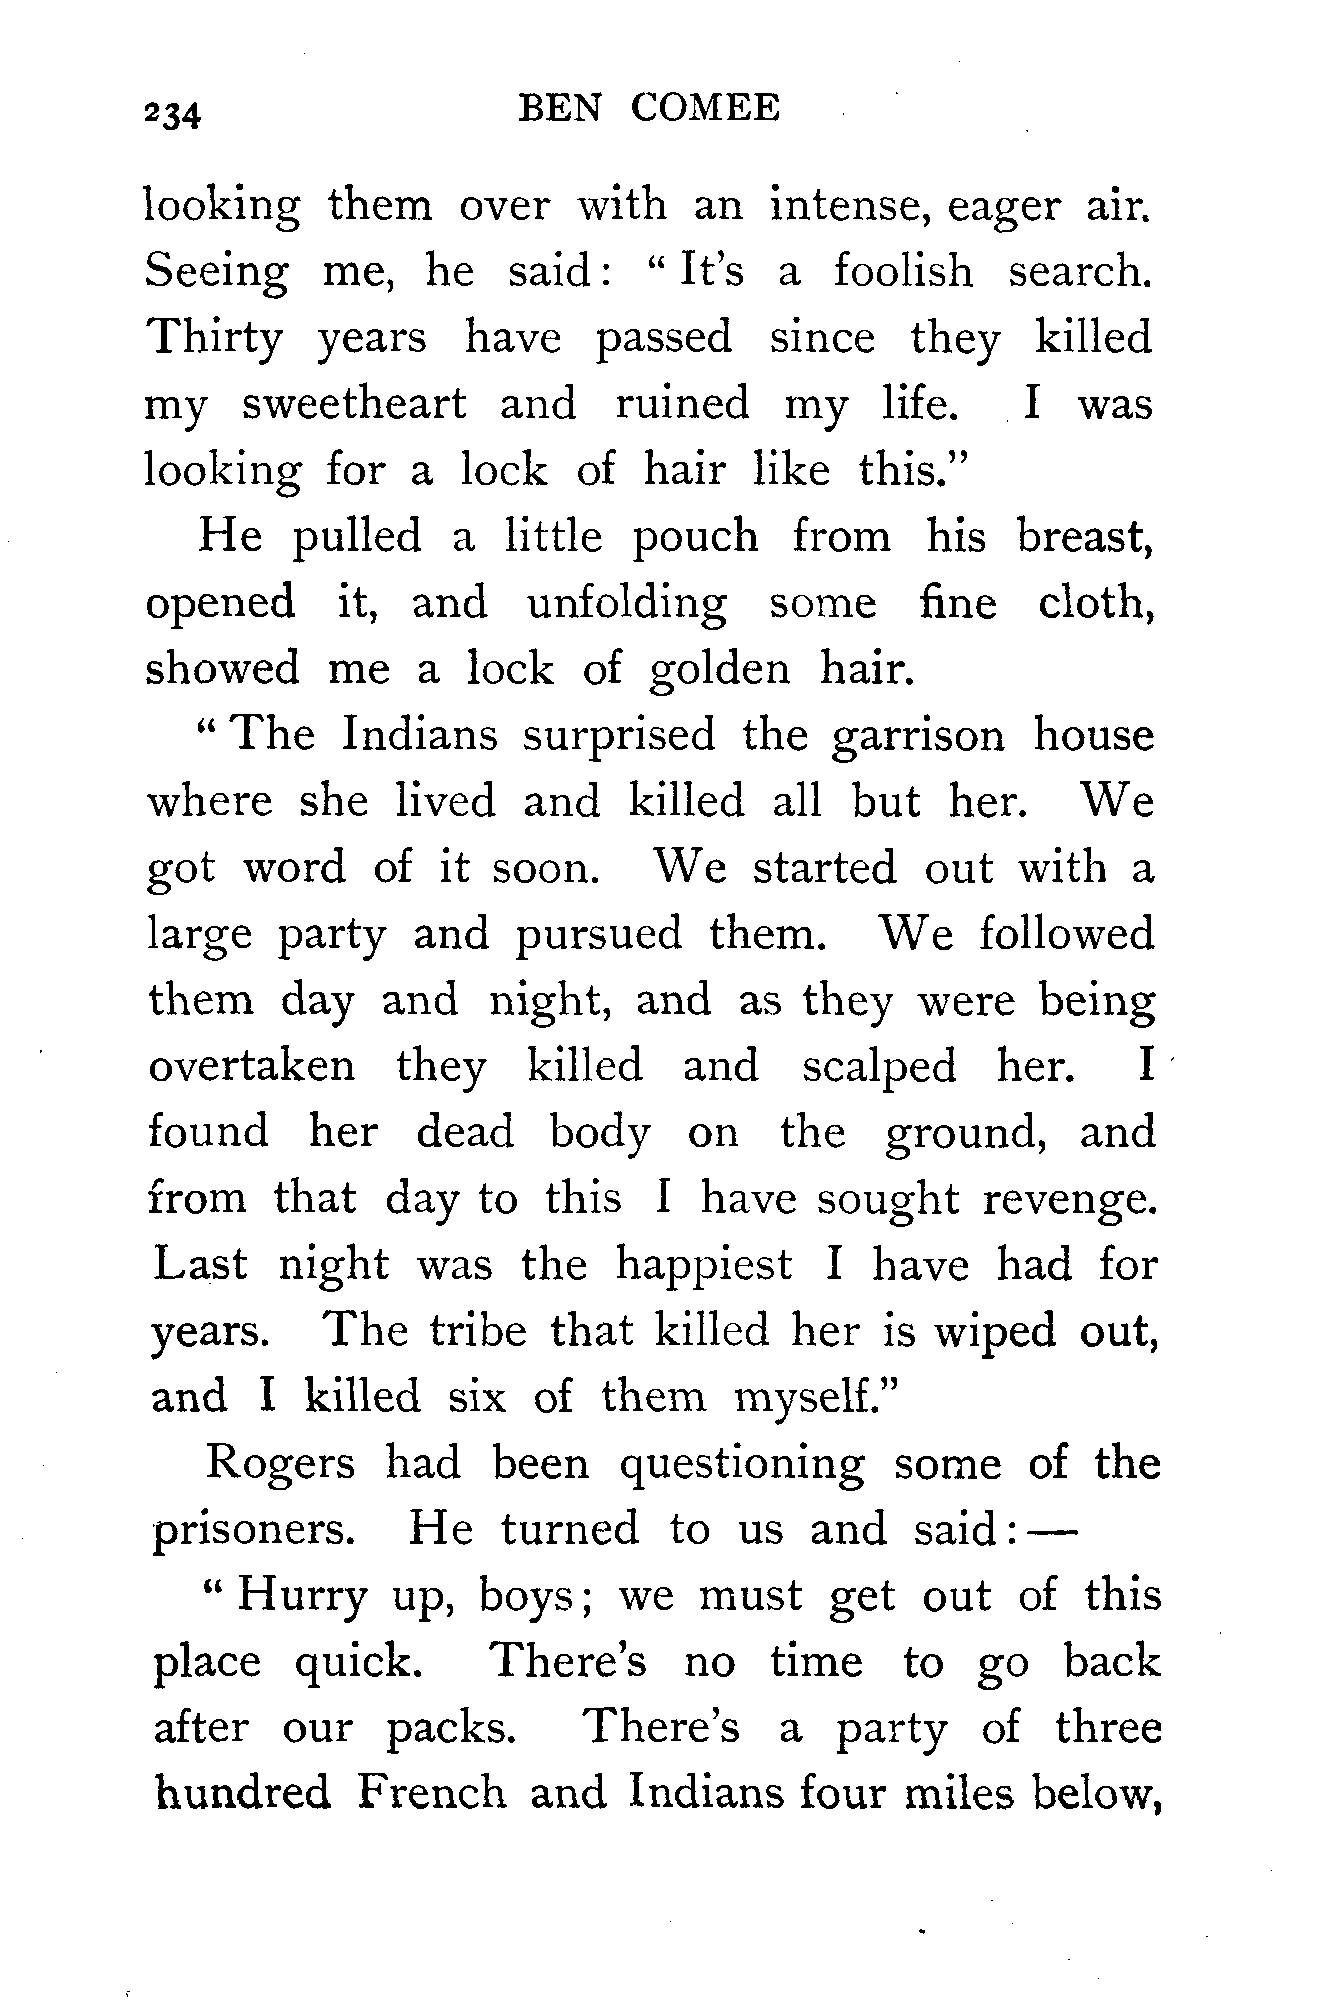 234 BEN COMEE
looking them over with an intense, eager air.
Seeing me, he said: “It's a foolish search.
Thirty years have passed since they killed
my sweetheart and ruined my life. I was
looking for a lock of hair like this.”
He pulled a little pouch from his breast,
opened it, and unfolding some fine cloth,
showed me a lock of golden hair.
“The Indians surprised the garrison house
where she lived and killed all but her. We
got word of it soon. We started out with a
large party and pursued them. We followed
them day and night, and as they were being
overtaken they killed and scalped her. I
found her dead body on the ground, and
from that day to this I have sought revenge.
Last night was the happiest I have had for
years. The tribe that killed her is wiped out,
and I killed six of them myself.”
Rogers had been questioning some of the
prisoners. He turned to us and said:—
“Hurry up, boys; we must get out of this
place quick. There's no time to go back
after our packs. There's a party of three
hundred French and Indians four miles below,